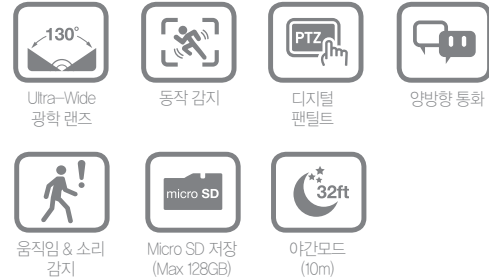 130°
PTZ
Ultra-Wide
광학 랜즈
동작 감지
디지털
팬틸트
양방향 통화
micro SD
32ft
움직임 & 소리
감지
Micro SD 저장
(Max 128GB)
야간모드
(10m)